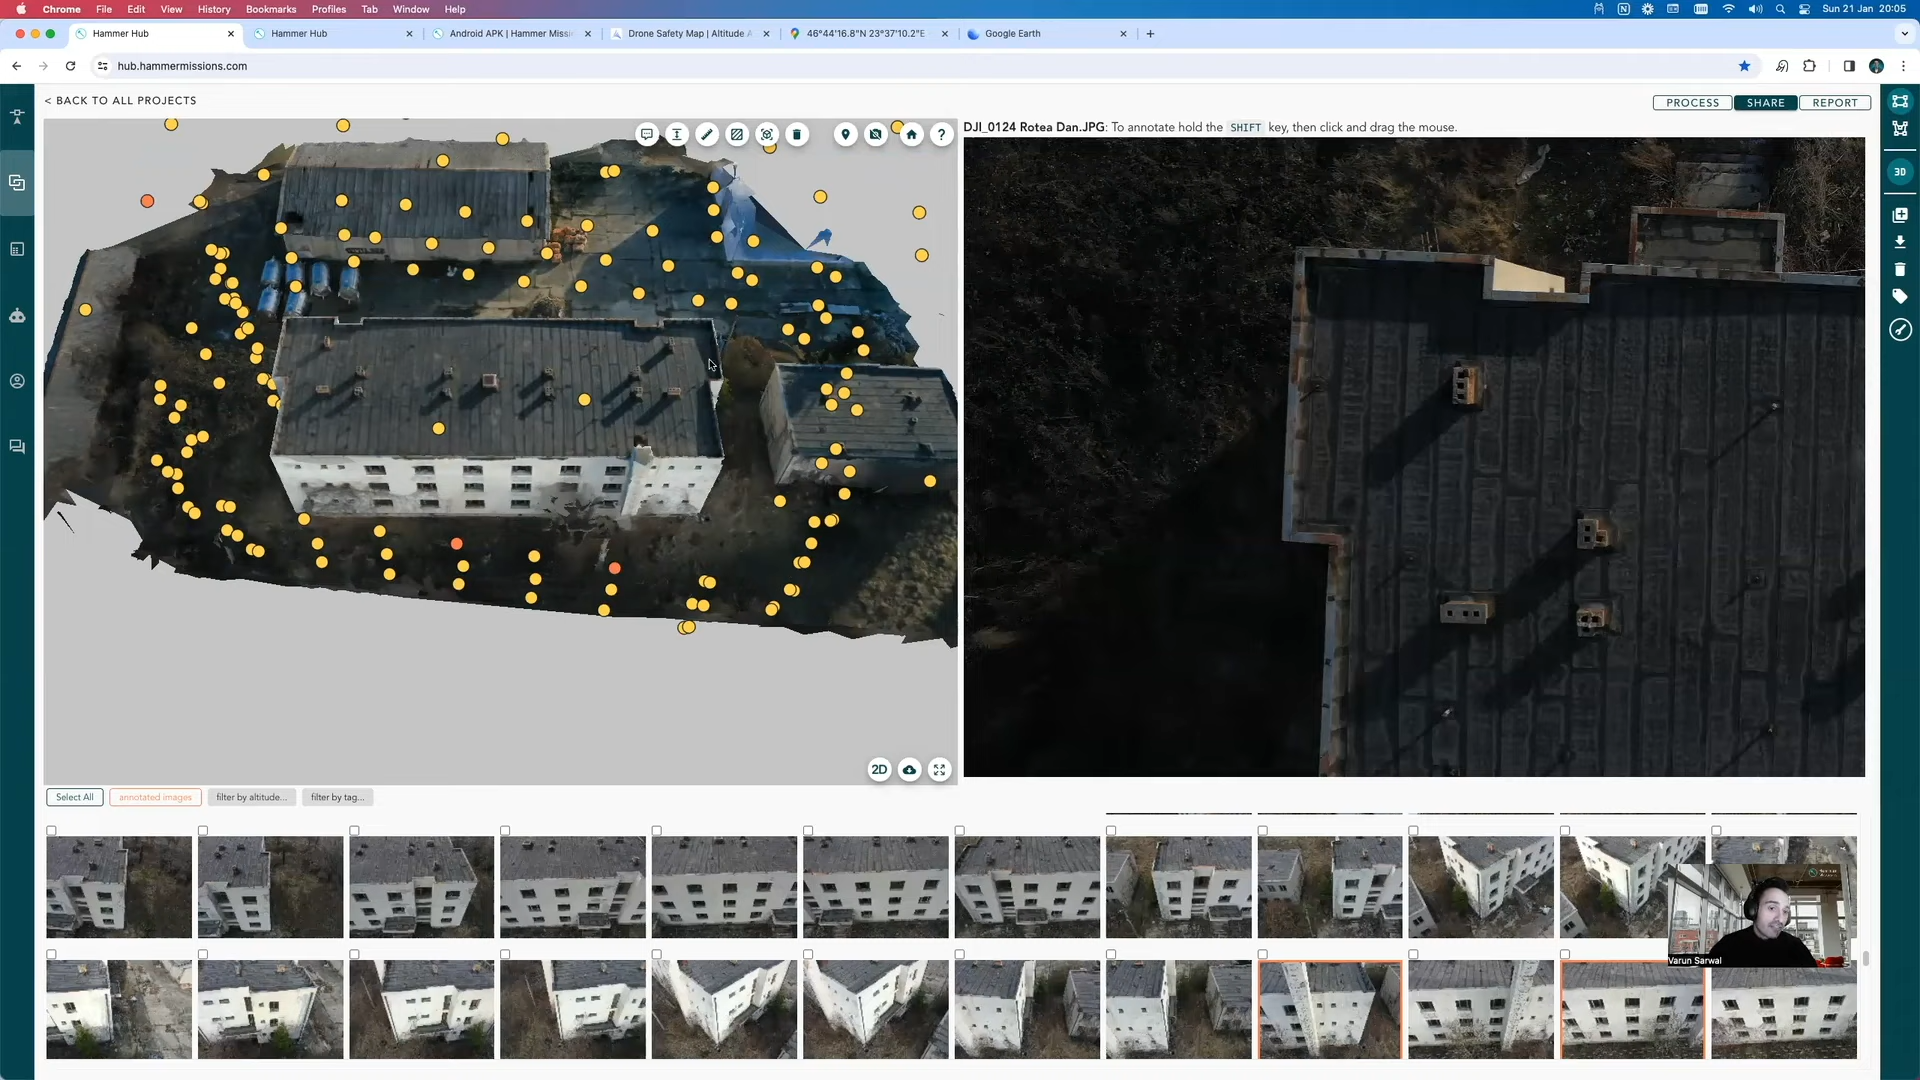 Chrome File Edit View History Bookmarks Profiles Tab Window Help
Sun 21 Jan 20:05
Hammer Hub
Hammer Hub
Android APK | Hammer Missi
Drone Safety Map | Altitude A
46°44'16.8"N 23°37'10.2"E
Google Earth
hub.hammermissions.com
< BACK TO ALL PROJECTS
PROCESS SHARE REPORT
DJI_0124 Rotea Dan.JPG: To annotate hold the SHIFT key, then click and drag the mouse.
?
3D
2D
Select All
annotated images
filter by altitude...
filter by tag...
Varun Sarwal